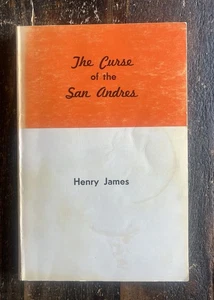 The Curse
of the
San Andres
Henry James